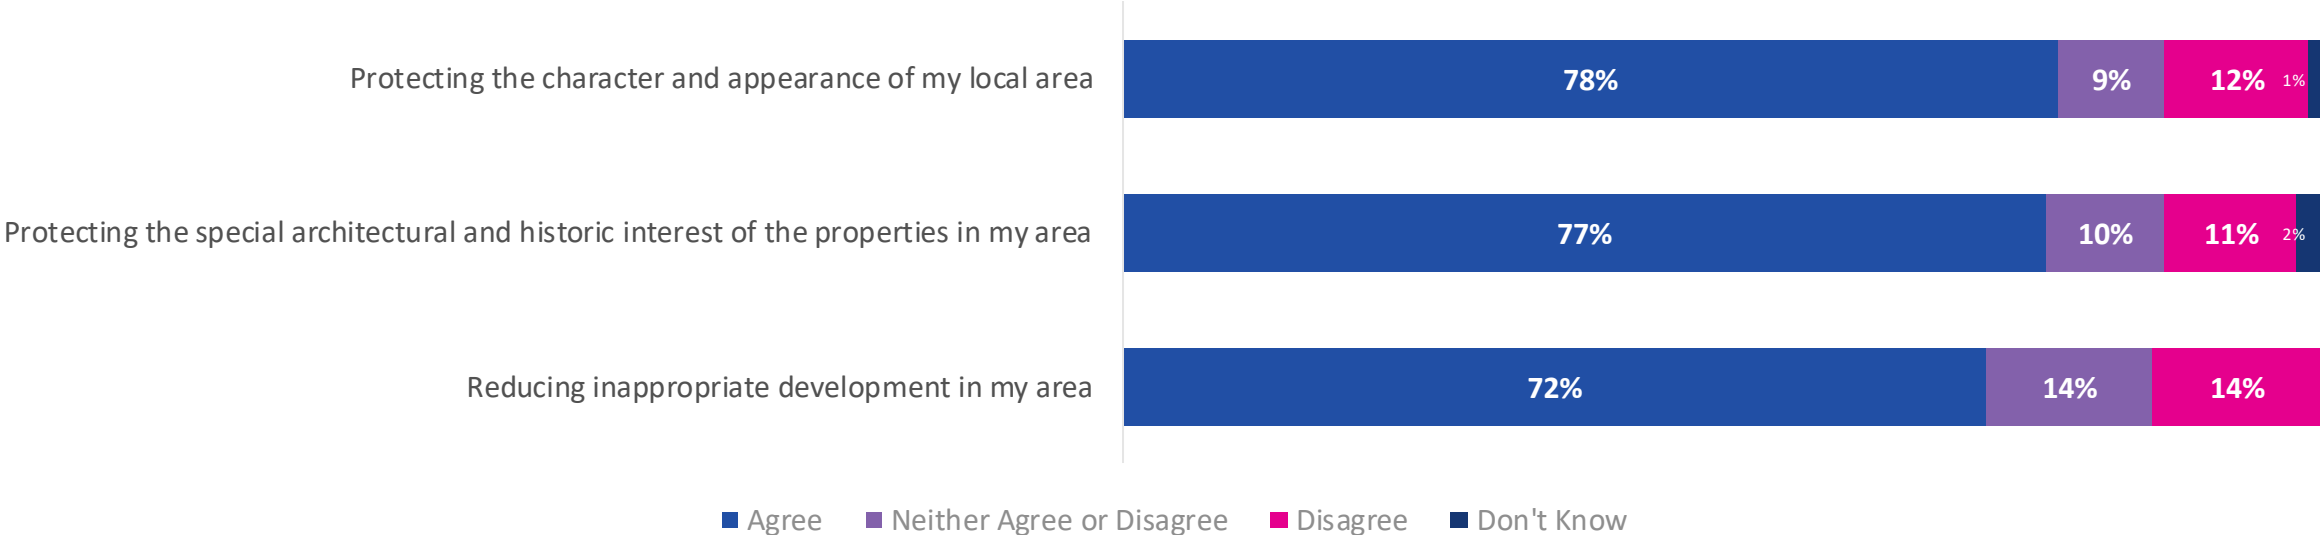 Protecting the character and appearance of my local area 78% 9% 12% 1%
Protecting the special architectural and historic interest of the properties in my area 77% 10% 11% 2%
Reducing inappropriate development in my area 72% 14% 14%
Agree Neither Agree or Disagree Disagree Don't Know